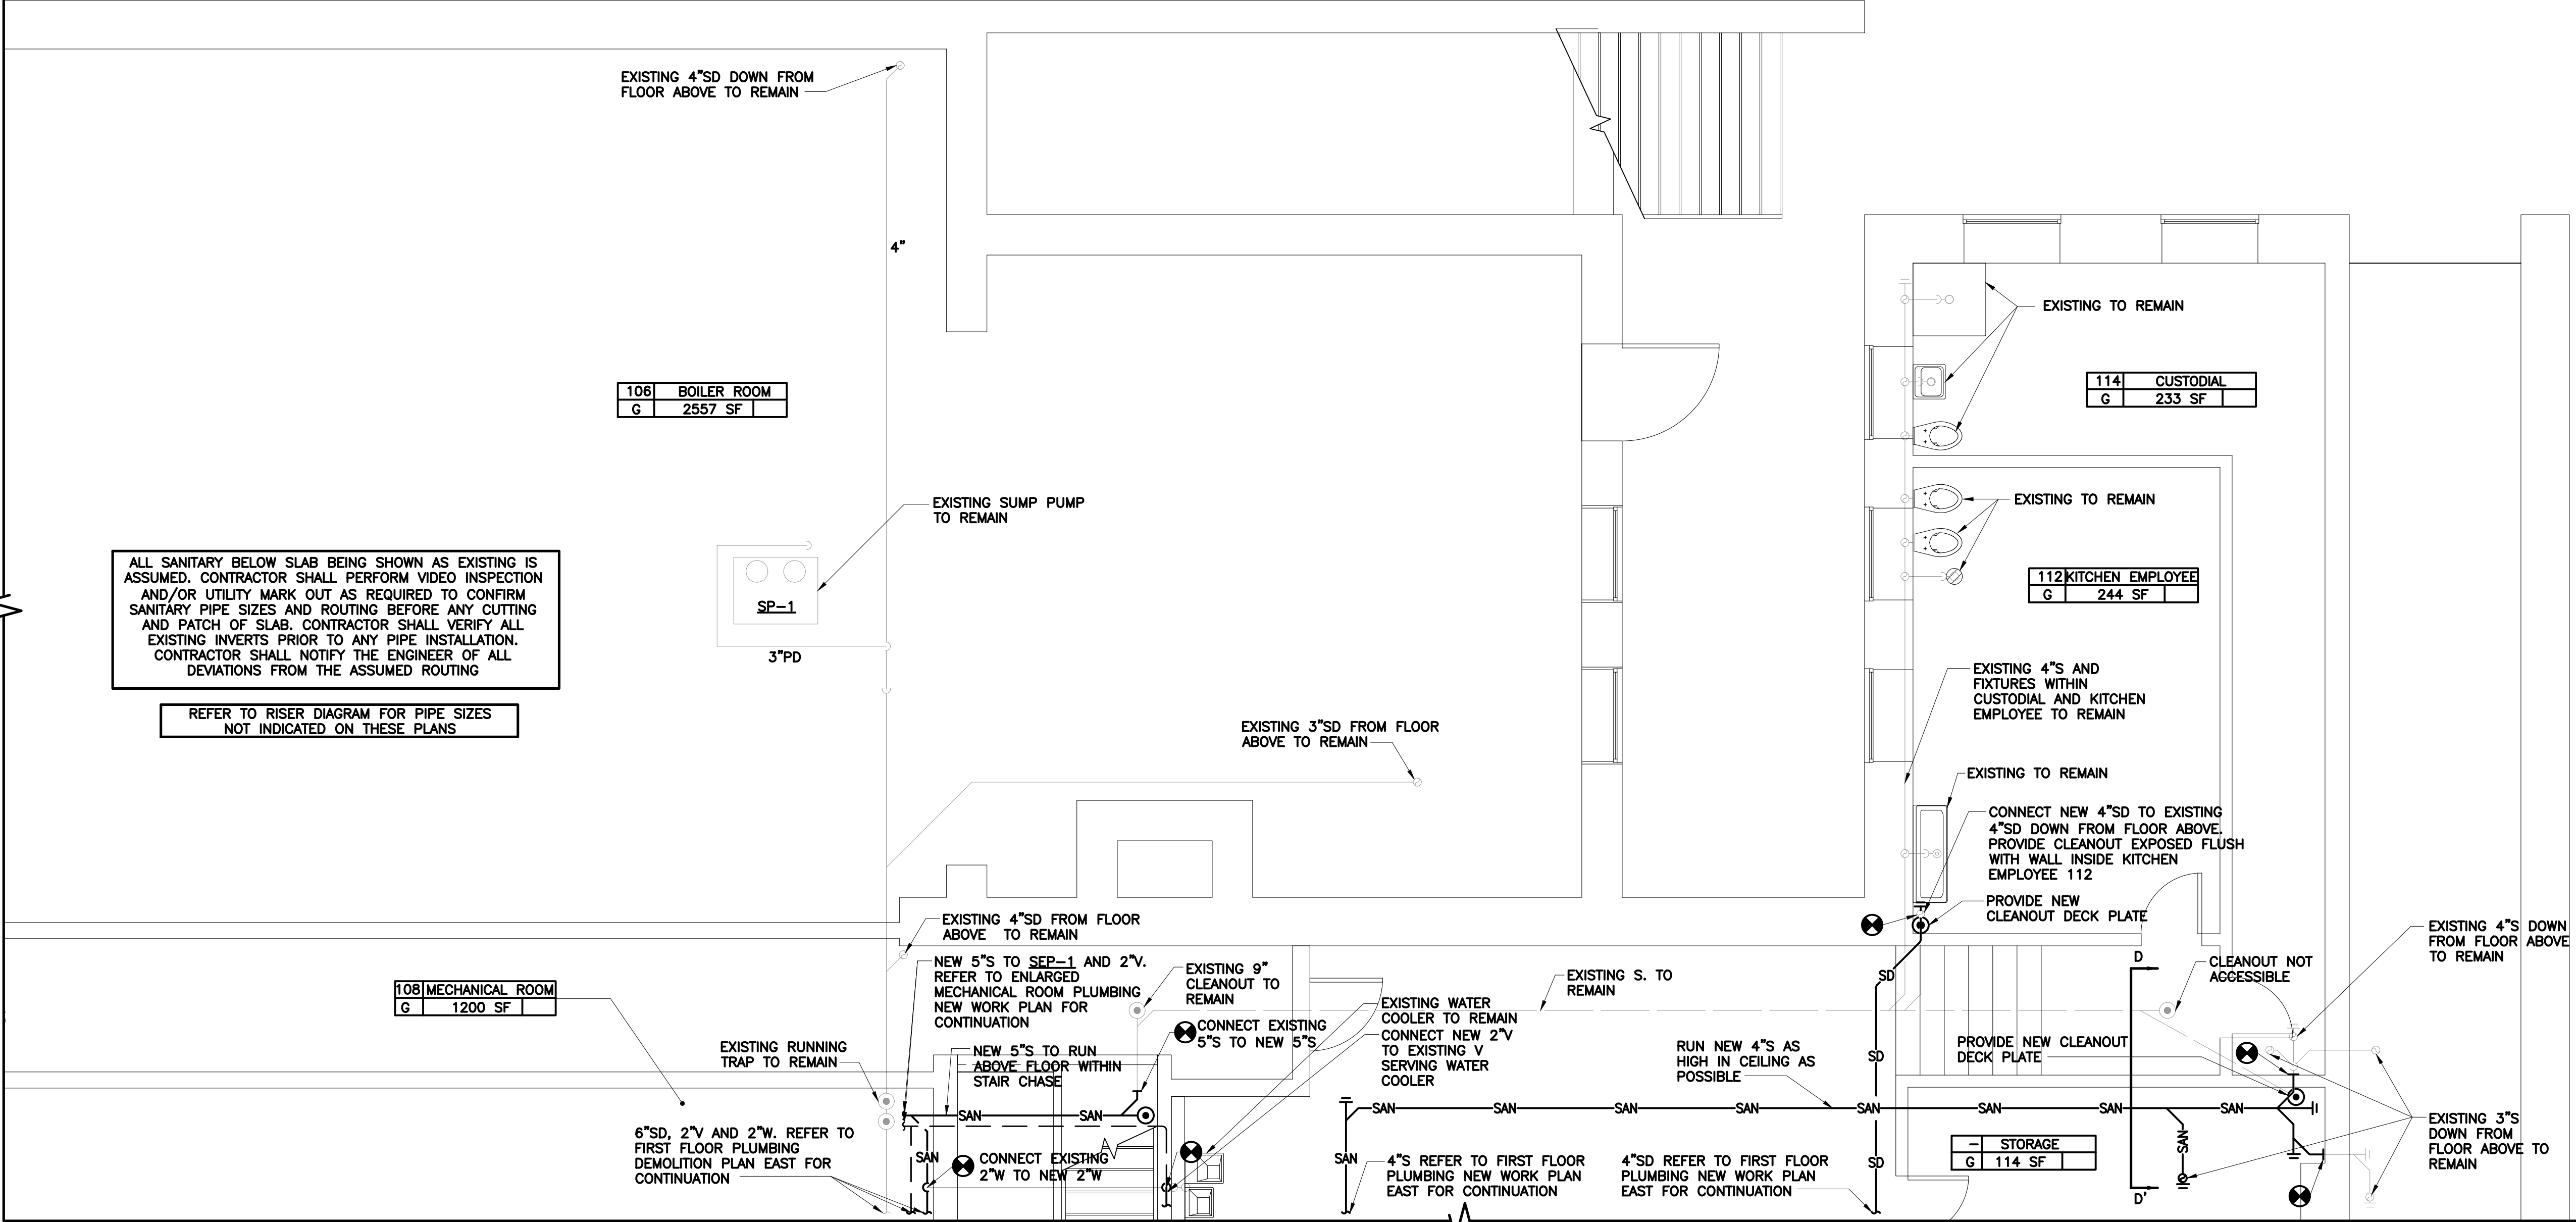 EXISTING 4"SD DOWN FROM
FLOOR ABOVE TO REMAIN
4"
EXISTING TO REMAIN
106 BOILER ROOM
G 2557 SF
114 CUSTODIAL
G 233 SF
EXISTING SUMP PUMP
TO REMAIN
EXISTING TO REMAIN
ALL SANITARY BELOW SLAB BEING SHOWN AS EXISTING IS
ASSUMED. CONTRACTOR SHALL PERFORM VIDEO INSPECTION
AND/OR UTILITY MARK OUT AS REQUIRED TO CONFIRM
SANITARY PIPE SIZES AND ROUTING BEFORE ANY CUTTING
AND PATCH OF SLAB. CONTRACTOR SHALL VERIFY ALL
EXISTING INVERTS PRIOR TO ANY PIPE INSTALLATION.
CONTRACTOR SHALL NOTIFY THE ENGINEER OF ALL
DEVIATIONS FROM THE ASSUMED ROUTING
SP-1
3"PD
112 KITCHEN EMPLOYEE
G 244 SF
REFER TO RISER DIAGRAM FOR PIPE SIZES
NOT INDICATED ON THESE PLANS
EXISTING 4"S AND
FIXTURES WITHIN
CUSTODIAL AND KITCHEN
EMPLOYEE TO REMAIN
EXISTING 3"SD FROM FLOOR
ABOVE TO REMAIN
EXISTING TO REMAIN
CONNECT NEW 4"SD TO EXISTING
4"SD DOWN FROM FLOOR ABOVE.
PROVIDE CLEANOUT EXPOSED FLUSH
WITH WALL INSIDE KITCHEN
EMPLOYEE 112
PROVIDE NEW
CLEANOUT DECK PLATE
EXISTING 4"SD FROM FLOOR
ABOVE TO REMAIN
EXISTING 4"S DOWN
FROM FLOOR ABOVE
TO REMAIN
108 MECHANICAL ROOM
G 1200 SF
NEW 5"S TO SEP-1 AND 2"V.
REFER TO ENLARGED
MECHANICAL ROOM PLUMBING
NEW WORK PLAN FOR
CONTINUATION
EXISTING 9"
CLEANOUT TO
REMAIN
EXISTING S. TO
REMAIN
SD
D
CLEANOUT NOT
ACCESSIBLE
EXISTING WATER
COOLER TO REMAIN
CONNECT EXISTING
5"S TO NEW 5"S
CONNECT NEW 2"V
TO EXISTING V
SERVING WATER
COOLER
EXISTING RUNNING
TRAP TO REMAIN
NEW 5"S TO RUN
ABOVE FLOOR WITHIN
STAIR CHASE
RUN NEW 4"S AS
HIGH IN CEILING AS
POSSIBLE
SD
PROVIDE NEW CLEANOUT
DECK PLATE
SAN SAN
SAN SAN SAN SAN SAN SAN SAN SAN
6"SD, 2"V AND 2"W. REFER TO
FIRST FLOOR PLUMBING
DEMOLITION PLAN EAST FOR
CONTINUATION
SAN
CONNECT EXISTING
2"W TO NEW 2"W
SAN
4"S REFER TO FIRST FLOOR
PLUMBING NEW WORK PLAN
EAST FOR CONTINUATION
4"SD REFER TO FIRST FLOOR
PLUMBING NEW WORK PLAN
EAST FOR CONTINUATION
SD
- STORAGE
G 114 SF
SAN
D'
EXISTING 3"S
DOWN FROM
FLOOR ABOVE TO
REMAIN